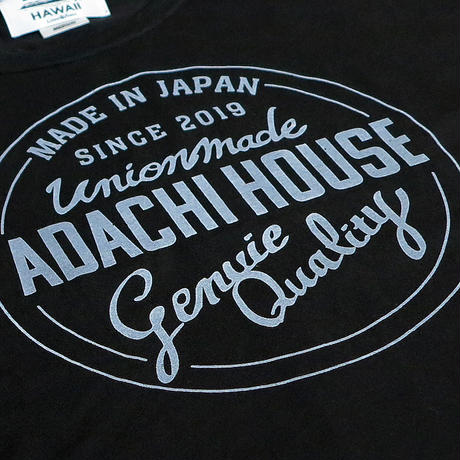 HAWAII
MADE IN JAPAN
SINCE 2019
Unionmade
ADACHI HOUSE
Genuie
Quality